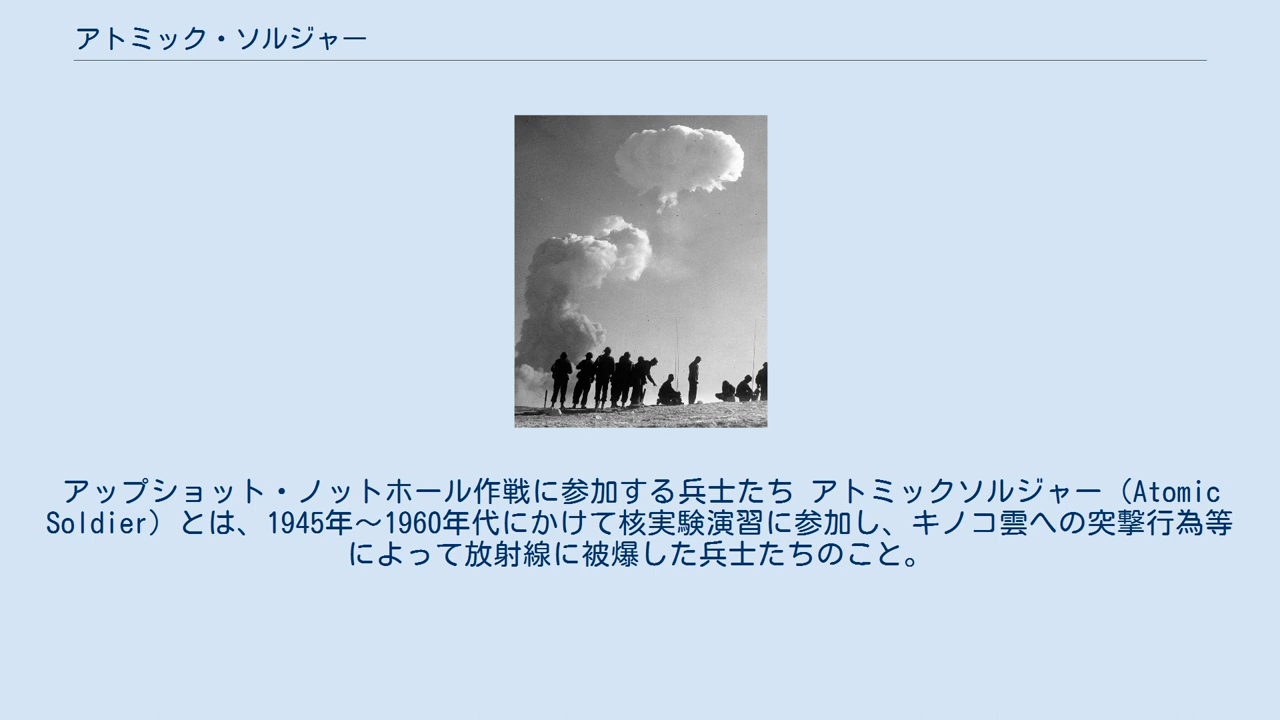 アトミック・ソルジャー
アップショット・ノットホール作戦に参加する兵士たち アトミックソルジャー（Atomic
Soldier）とは、1945年～1960年代にかけて核実験演習に参加し、キノコ雲への突撃行為等
によって放射線に被爆した兵士たちのこと。